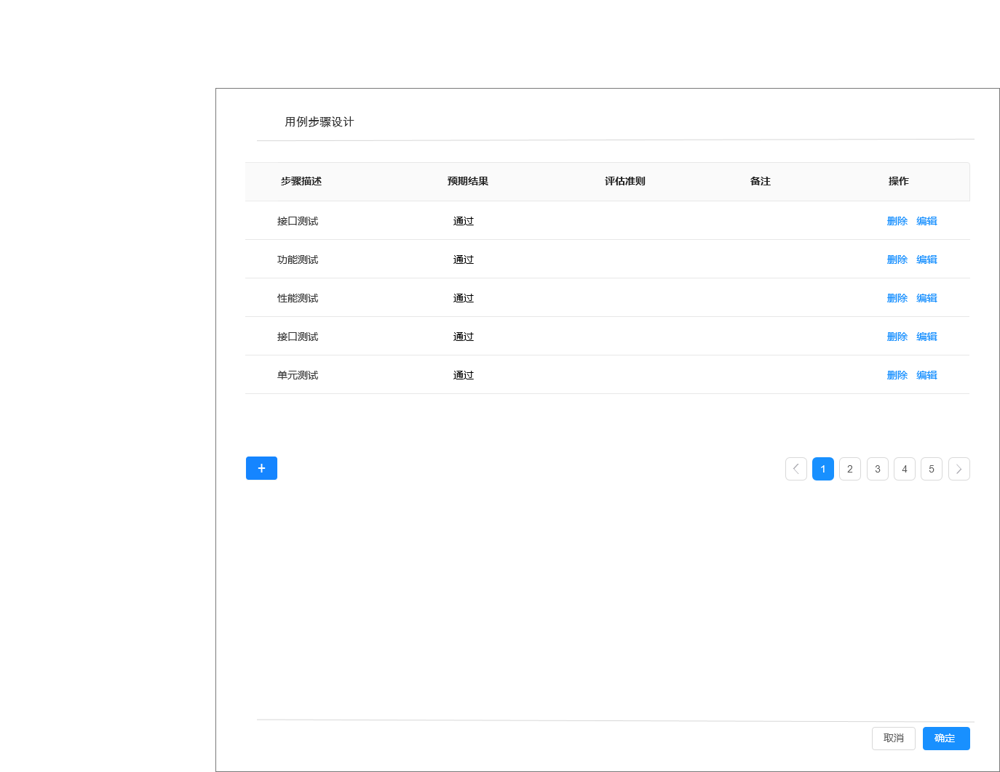 用例步骤设计
步骤描述 预期结果 评估准则 备注 操作
接口测试 通过 删除 编辑
功能测试 通过 删除 编辑
性能测试 通过 删除 编辑
接口测试 通过 删除 编辑
单元测试 通过 删除 编辑
+ 1 2 3 4 5
取消 确定